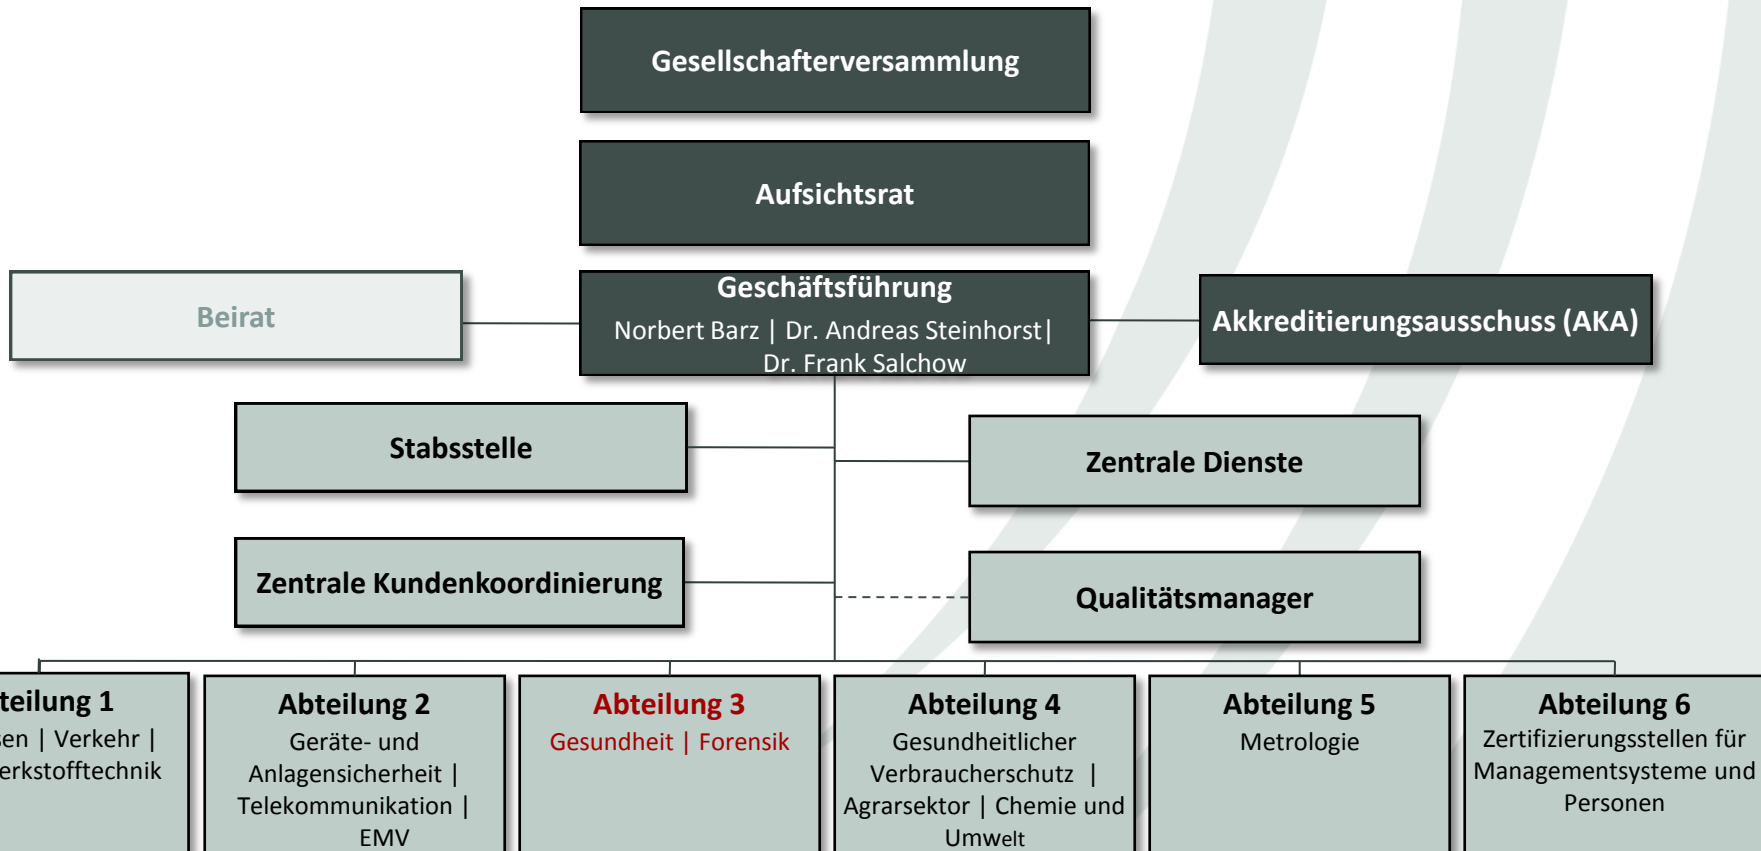 Gesellschafterversammlung
Aufsichtsrat
Beirat
Geschäftsführung
Norbert Barz | Dr. Andreas Steinhorst|
Dr. Frank Salchow
Akkreditierungsausschuss (AKA)
Stabsstelle
Zentrale Dienste
Zentrale Kundenkoordinierung
Qualitätsmanager
teilung 1
sen | Verkehr |
erkstofftechnik
Abteilung 2
Geräte- und
Anlagensicherheit |
Telekommunikation |
EMV
Abteilung 3
Gesundheit | Forensik
Abteilung 4
Gesundheitlicher
Verbraucherschutz |
Agrarsektor | Chemie und
Umwelt
Abteilung 5
Metrologie
Abteilung 6
Zertifizierungsstellen für
Managementsysteme und
Personen